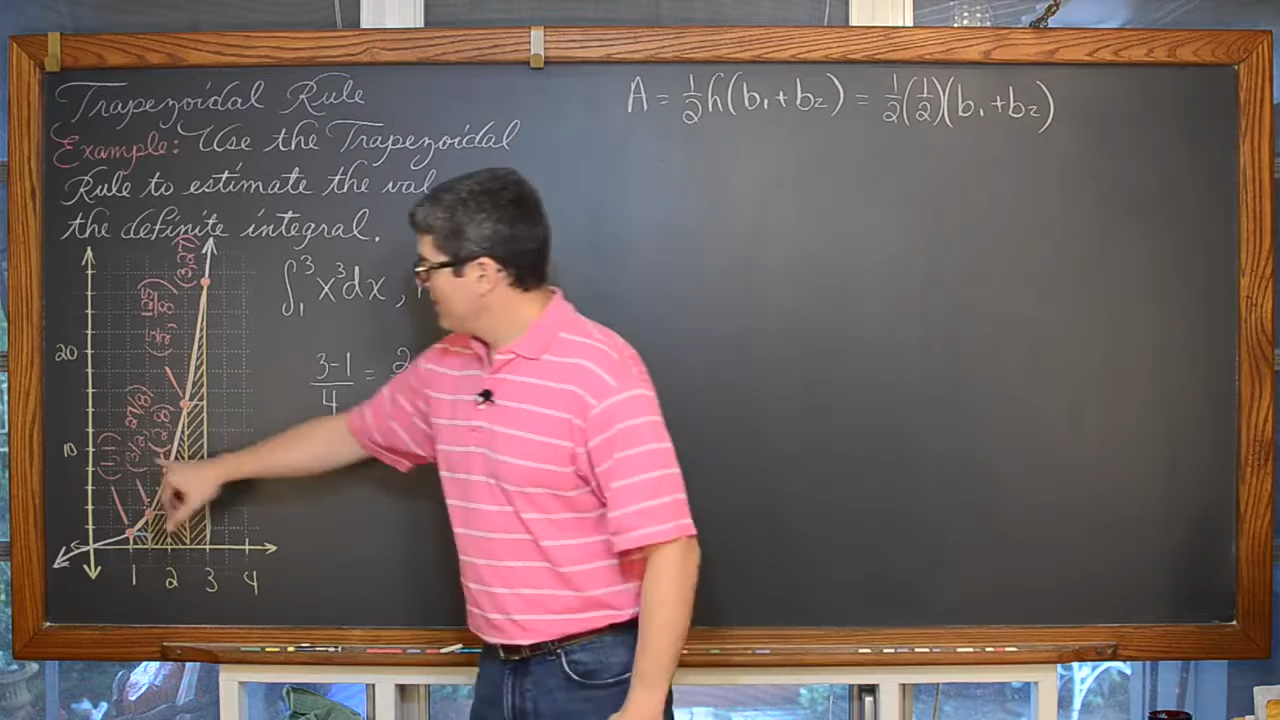 Trapezoidal Rule
Example: Use the Trapezoidal
Rule to estimate the val
the definite integral.
∫₁³ x³dx ,
(3-1)/4 = 2
A = 1/2 h(b₁+b₂) = 1/2(1/2)(b₁+b₂)
(3,27)
(5/2, 125/8)
(2,8)
(3/2, 27/8)
(1,1)
20
10
1 2 3 4